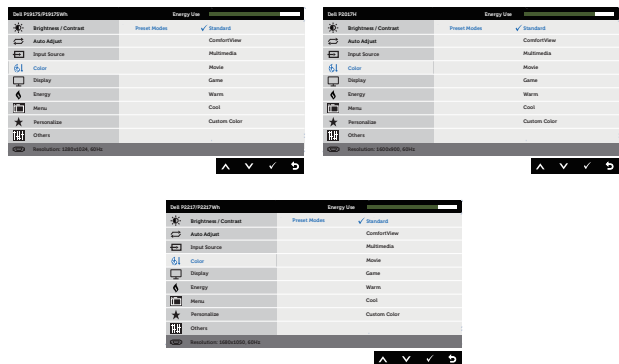 Dell P1917S/P1917SWh Energy Use
Brightness / Contrast Preset Modes ✓ Standard
Auto Adjust ComfortView
Input Source Multimedia
Color Movie
Display Game
Energy Warm
Menu Cool
Personalize Custom Color
Others
Resolution: 1280x1024, 60Hz
Dell P2017H Energy Use
Brightness / Contrast Preset Modes ✓ Standard
Auto Adjust ComfortView
Input Source Multimedia
Color Movie
Display Game
Energy Warm
Menu Cool
Personalize Custom Color
Others
Resolution: 1600x900, 60Hz
Dell P2217/P2217Wh Energy Use
Brightness / Contrast Preset Modes ✓ Standard
Auto Adjust ComfortView
Input Source Multimedia
Color Movie
Display Game
Energy Warm
Menu Cool
Personalize Custom Color
Others
Resolution: 1680x1050, 60Hz